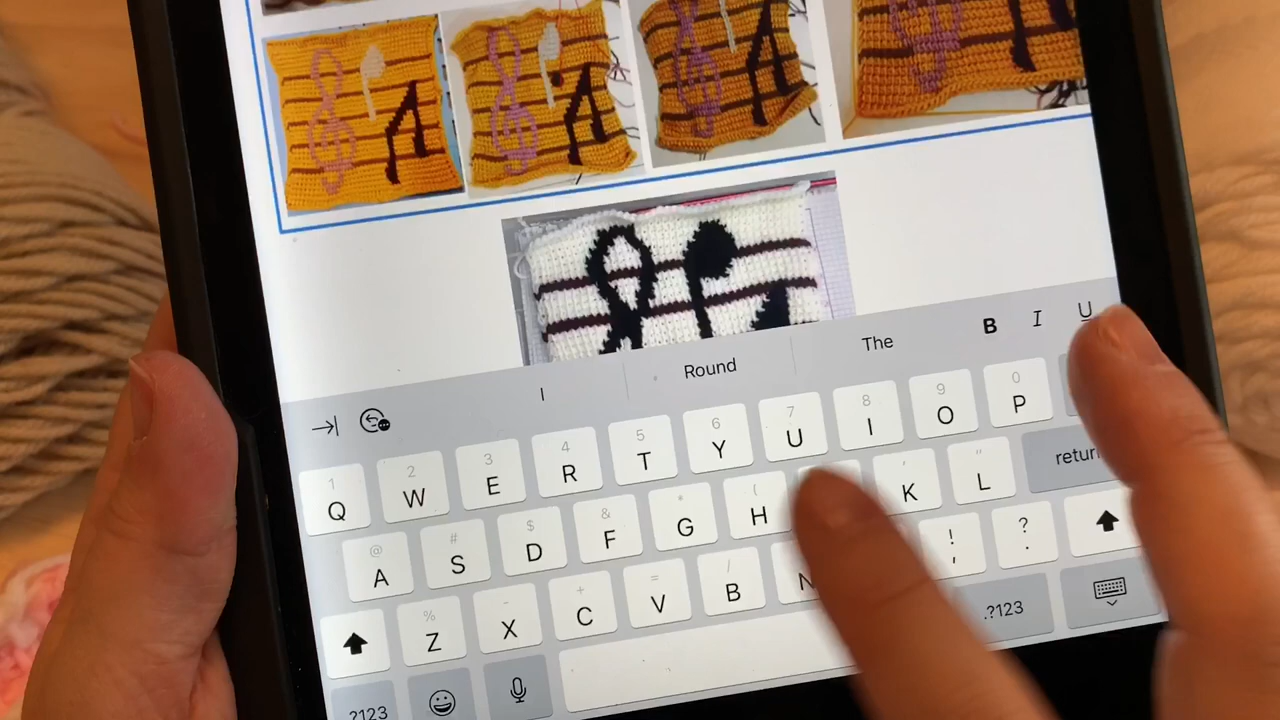 I Round The B I U
1 2 3 4 5 6 7 8 9 0
Q W E R T Y U I O P
@ # $ & * ( ' "
A S D F G H K L return
% - + = / ! ?
Z X C V B N , .
?123 .?123